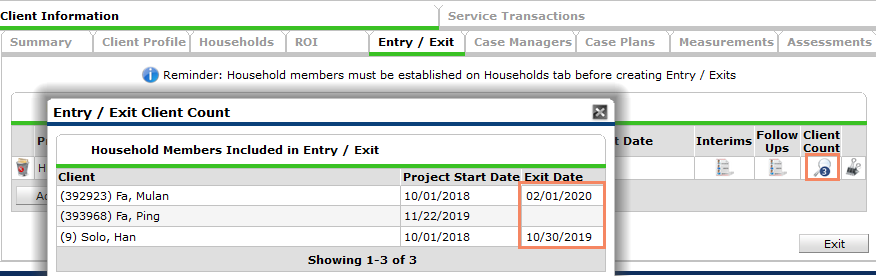 Client Information Service Transactions
Summary Client Profile Households ROI Entry / Exit Case Managers Case Plans Measurements Assessments
Reminder: Household members must be established on Households tab before creating Entry / Exits
Entry / Exit Client Count
Household Members Included in Entry / Exit
Client Project Start Date Exit Date
(392923) Fa, Mulan 10/01/2018 02/01/2020
(393968) Fa, Ping 11/22/2019
(9) Solo, Han 10/01/2018 10/30/2019
Showing 1-3 of 3
Date Interims Follow Ups Client Count
3
Exit